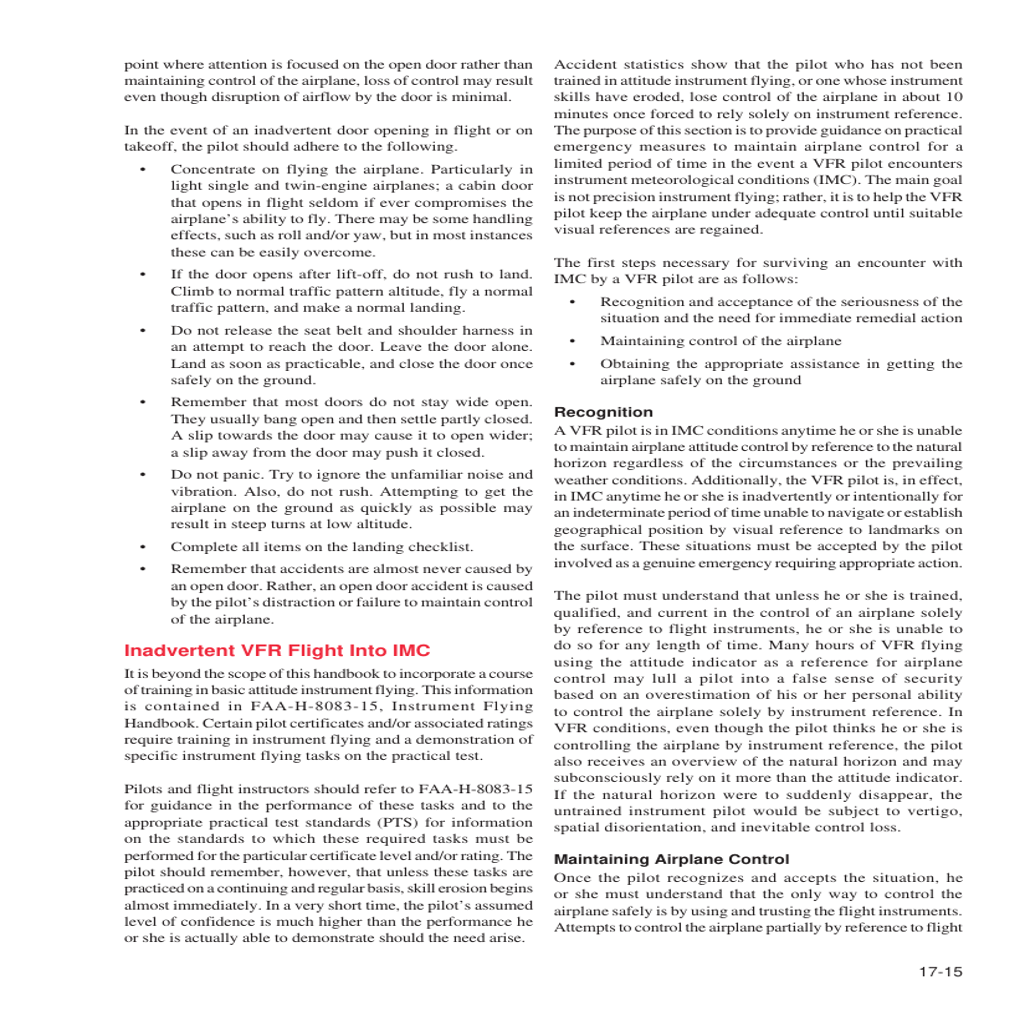 point where attention is focused on the open door rather than
maintaining control of the airplane, loss of control may result
even though disruption of airflow by the door is minimal.
In the event of an inadvertent door opening in flight or on
takeoff, the pilot should adhere to the following.
• Concentrate on flying the airplane. Particularly in
light single and twin-engine airplanes; a cabin door
that opens in flight seldom if ever compromises the
airplane's ability to fly. There may be some handling
effects, such as roll and/or yaw, but in most instances
these can be easily overcome.
• If the door opens after lift-off, do not rush to land.
Climb to normal traffic pattern altitude, fly a normal
traffic pattern, and make a normal landing.
• Do not release the seat belt and shoulder harness in
an attempt to reach the door. Leave the door alone.
Land as soon as practicable, and close the door once
safely on the ground.
• Remember that most doors do not stay wide open.
They usually bang open and then settle partly closed.
A slip towards the door may cause it to open wider;
a slip away from the door may push it closed.
• Do not panic. Try to ignore the unfamiliar noise and
vibration. Also, do not rush. Attempting to get the
airplane on the ground as quickly as possible may
result in steep turns at low altitude.
• Complete all items on the landing checklist.
• Remember that accidents are almost never caused by
an open door. Rather, an open door accident is caused
by the pilot's distraction or failure to maintain control
of the airplane.
Inadvertent VFR Flight Into IMC
It is beyond the scope of this handbook to incorporate a course
of training in basic attitude instrument flying. This information
is contained in FAA-H-8083-15, Instrument Flying
Handbook. Certain pilot certificates and/or associated ratings
require training in instrument flying and a demonstration of
specific instrument flying tasks on the practical test.
Pilots and flight instructors should refer to FAA-H-8083-15
for guidance in the performance of these tasks and to the
appropriate practical test standards (PTS) for information
on the standards to which these required tasks must be
performed for the particular certificate level and/or rating. The
pilot should remember, however, that unless these tasks are
practiced on a continuing and regular basis, skill erosion begins
almost immediately. In a very short time, the pilot's assumed
level of confidence is much higher than the performance he
or she is actually able to demonstrate should the need arise.
Accident statistics show that the pilot who has not been
trained in attitude instrument flying, or one whose instrument
skills have eroded, lose control of the airplane in about 10
minutes once forced to rely solely on instrument reference.
The purpose of this section is to provide guidance on practical
emergency measures to maintain airplane control for a
limited period of time in the event a VFR pilot encounters
instrument meteorological conditions (IMC). The main goal
is not precision instrument flying; rather, it is to help the VFR
pilot keep the airplane under adequate control until suitable
visual references are regained.
The first steps necessary for surviving an encounter with
IMC by a VFR pilot are as follows:
• Recognition and acceptance of the seriousness of the
situation and the need for immediate remedial action
• Maintaining control of the airplane
• Obtaining the appropriate assistance in getting the
airplane safely on the ground
Recognition
A VFR pilot is in IMC conditions anytime he or she is unable
to maintain airplane attitude control by reference to the natural
horizon regardless of the circumstances or the prevailing
weather conditions. Additionally, the VFR pilot is, in effect,
in IMC anytime he or she is inadvertently or intentionally for
an indeterminate period of time unable to navigate or establish
geographical position by visual reference to landmarks on
the surface. These situations must be accepted by the pilot
involved as a genuine emergency requiring appropriate action.
The pilot must understand that unless he or she is trained,
qualified, and current in the control of an airplane solely
by reference to flight instruments, he or she is unable to
do so for any length of time. Many hours of VFR flying
using the attitude indicator as a reference for airplane
control may lull a pilot into a false sense of security
based on an overestimation of his or her personal ability
to control the airplane solely by instrument reference. In
VFR conditions, even though the pilot thinks he or she is
controlling the airplane by instrument reference, the pilot
also receives an overview of the natural horizon and may
subconsciously rely on it more than the attitude indicator.
If the natural horizon were to suddenly disappear, the
untrained instrument pilot would be subject to vertigo,
spatial disorientation, and inevitable control loss.
Maintaining Airplane Control
Once the pilot recognizes and accepts the situation, he
or she must understand that the only way to control the
airplane safely is by using and trusting the flight instruments.
Attempts to control the airplane partially by reference to flight
17-15